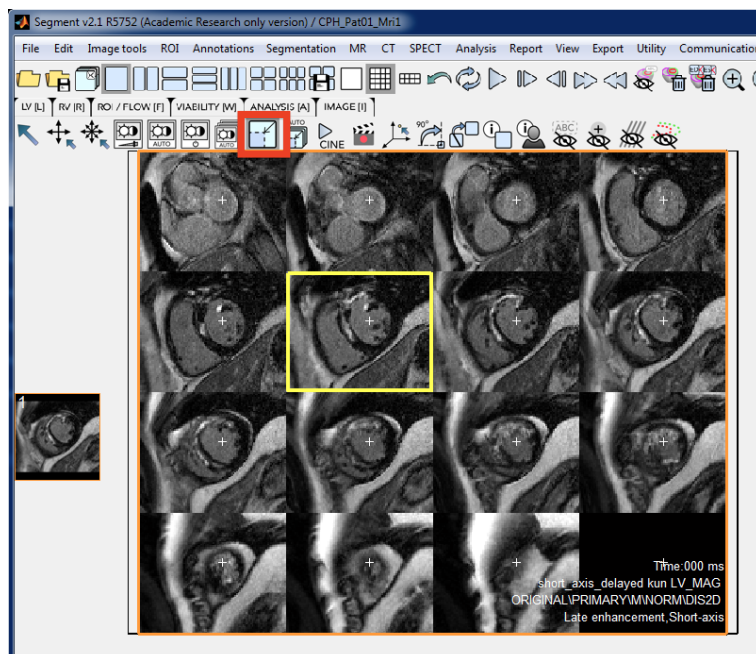 Segment v2.1 R5752 (Academic Research only version) / CPH_Pat01_Mri1
File Edit Image tools ROI Annotations Segmentation MR CT SPECT Analysis Report View Export Utility Communicatio
LV [L] RV [R] ROI / FLOW [F] VIABILITY [W] ANALYSIS [A] IMAGE [I]
AUTO AUTO AUTO CINE 90° ABC
1
Time:000 ms
short_axis_delayed kun LV_MAG
ORIGINAL\PRIMARY\M\NORM\DIS2D
Late enhancement,Short-axis